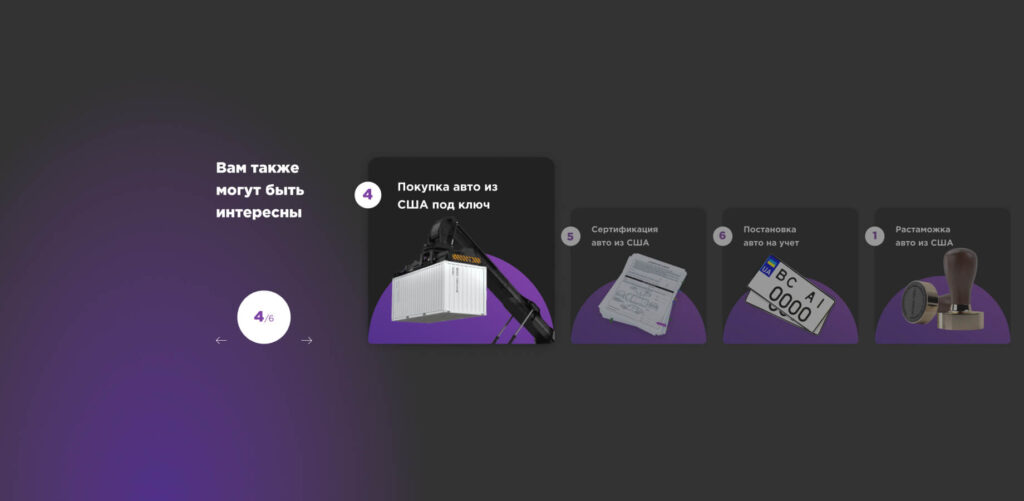 Вам также
могут быть
интересны
4/6
4
Покупка авто из
США под ключ
5
Сертификация
авто из США
6
Постановка
авто на учет
UA
BC AI
0000
1
Растаможка
авто из США